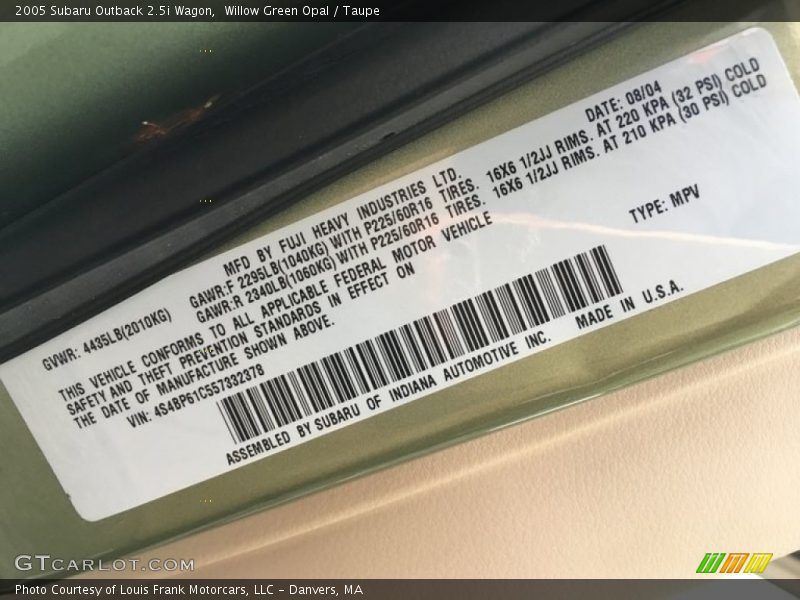 2005 Subaru Outback 2.5i Wagon,  Willow Green Opal / Taupe
MFD BY FUJI HEAVY INDUSTRIES LTD. DATE: 08/04
GVWR: 4435LB(2010KG) GAWR:F 2295LB(1040KG) WITH P225/60R16 TIRES. 16X6 1/2JJ RIMS. AT 220 KPA (32 PSI) COLD
GAWR:R 2340LB(1060KG) WITH P225/60R16 TIRES. 16X6 1/2JJ RIMS. AT 210 KPA (30 PSI) COLD
THIS VEHICLE CONFORMS TO ALL APPLICABLE FEDERAL MOTOR VEHICLE
SAFETY AND THEFT PREVENTION STANDARDS IN EFFECT ON
THE DATE OF MANUFACTURE SHOWN ABOVE.
VIN: 4S4BP61C557332378 TYPE: MPV
ASSEMBLED BY SUBARU OF INDIANA AUTOMOTIVE INC. MADE IN U.S.A.
GTCARLOT.COM
Photo Courtesy of Louis Frank Motorcars, LLC - Danvers, MA